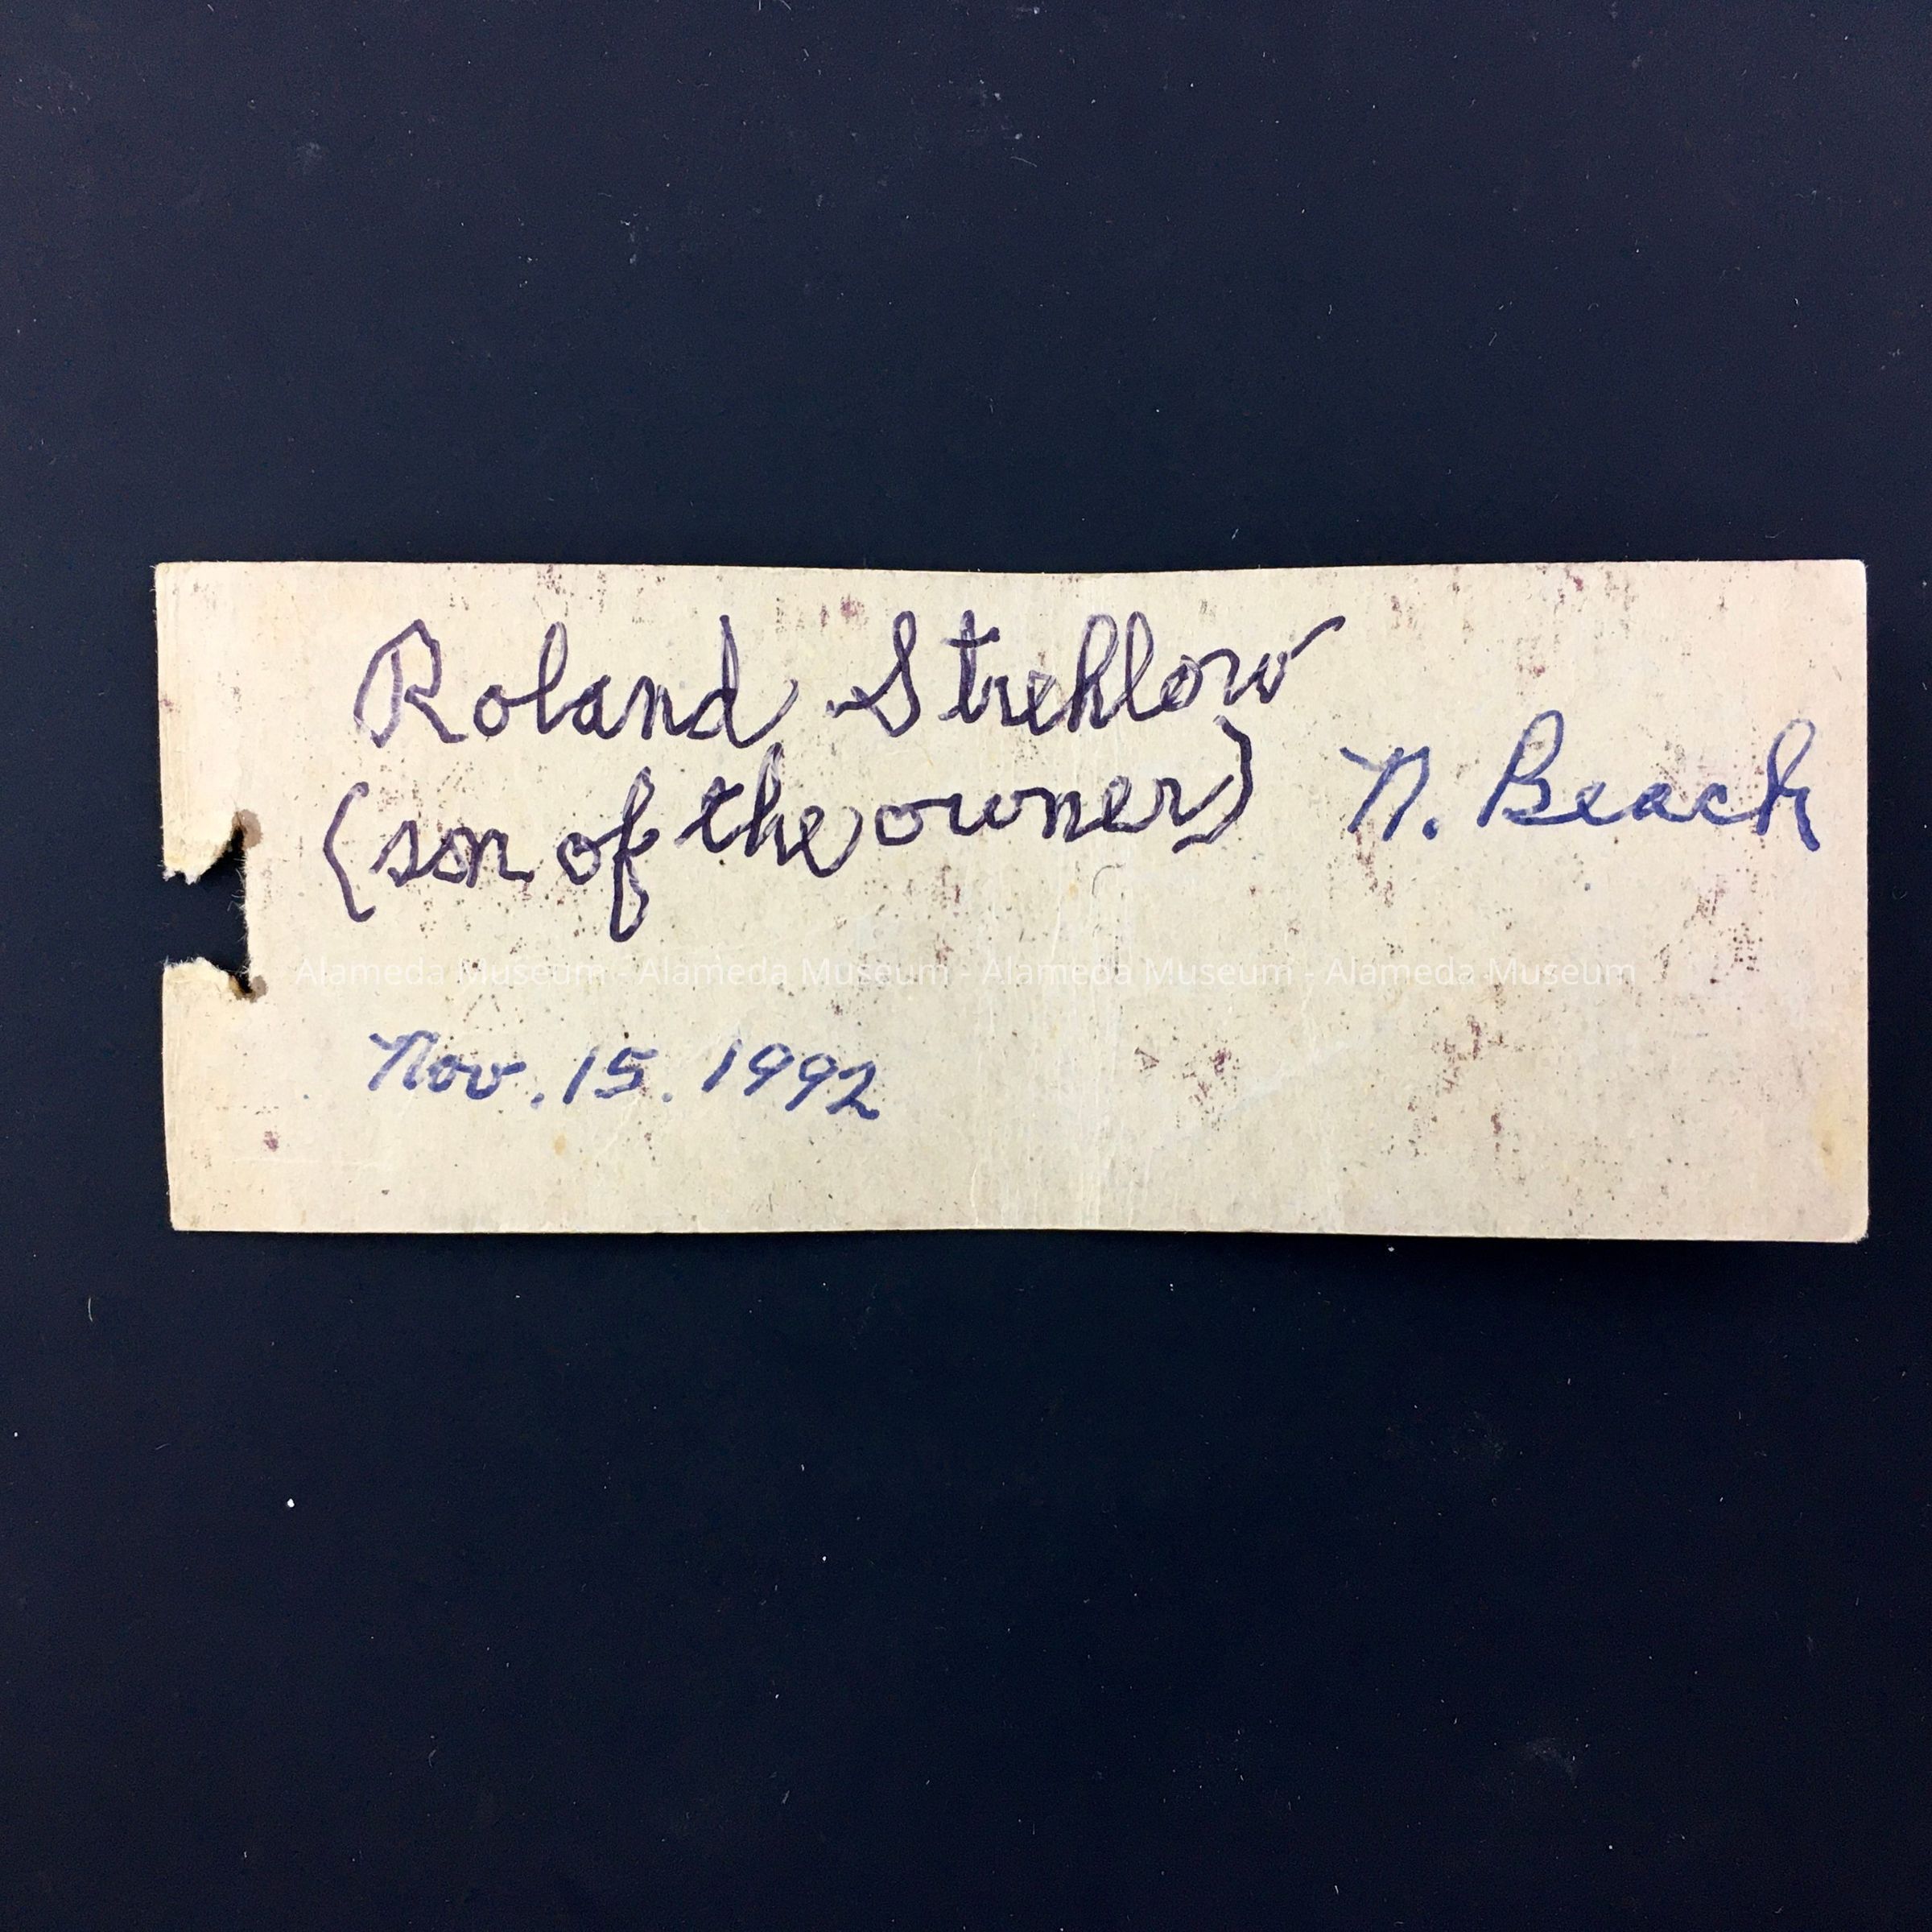 Roland Strehlow
(son of the owner) N. Beach
Alameda Museum - Alameda Museum - Alameda Museum - Alameda Museum
Nov. 15. 1992